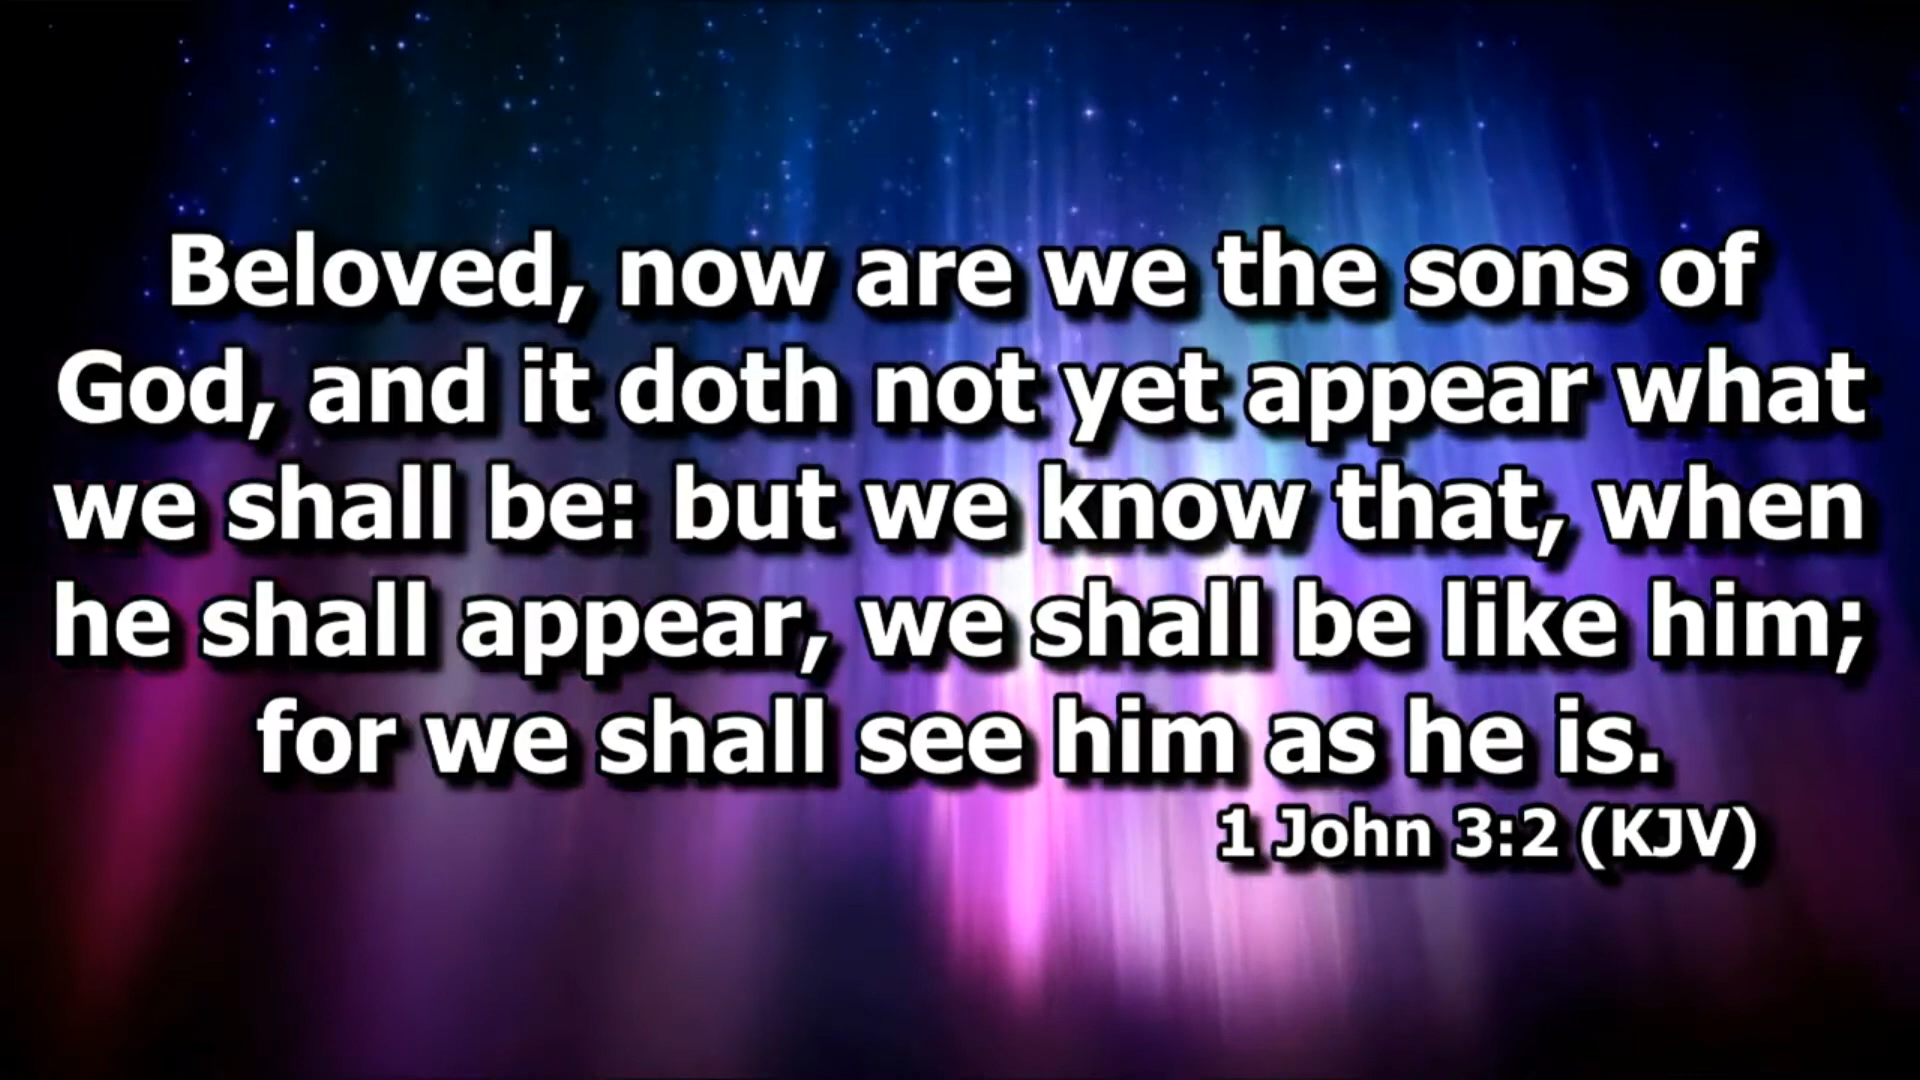 Beloved, now are we the sons of
God, and it doth not yet appear what
we shall be: but we know that, when
he shall appear, we shall be like him;
for we shall see him as he is.
1 John 3:2 (KJV)